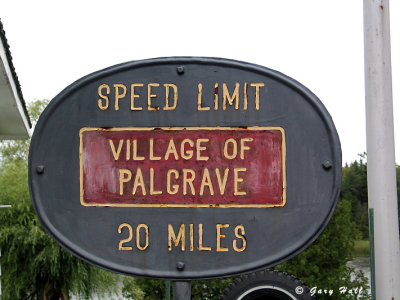 SPEED LIMIT
VILLAGE OF
PALGRAVE
20 MILES
© Gary Hall